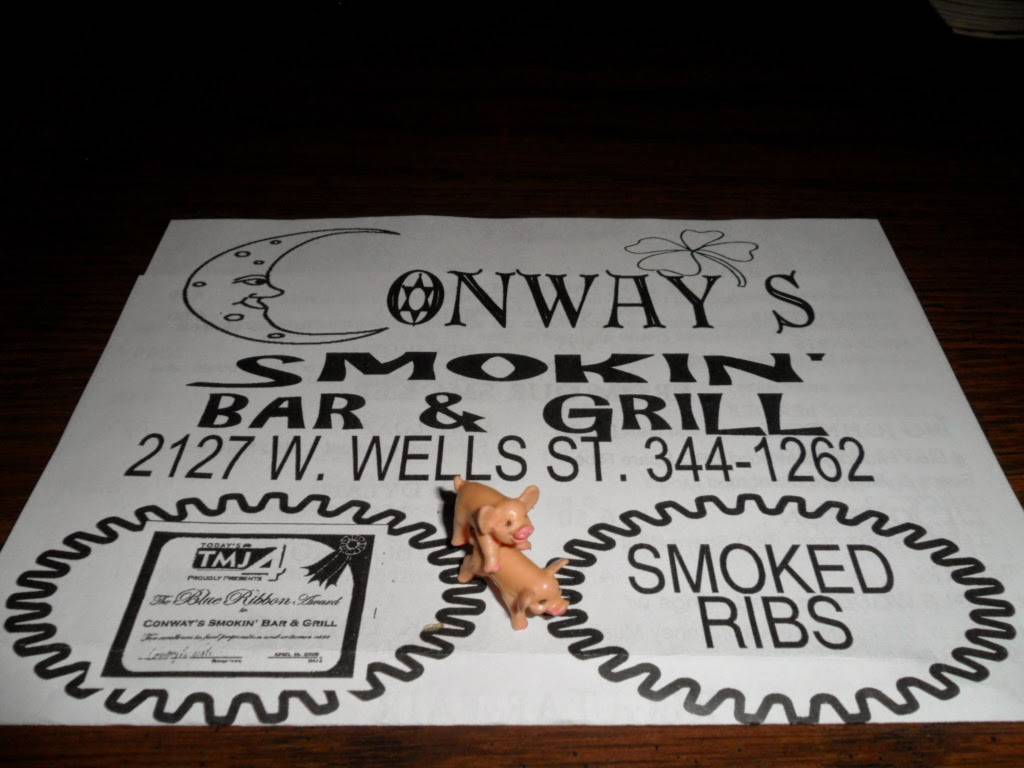 CONWAY'S
SMOKIN'
BAR & GRILL
2127 W. WELLS ST. 344-1262
TODAY'S
TMJ4
PROUDLY PRESENTS
The Blue Ribbon Award
to
CONWAY'S SMOKIN' BAR & GRILL
SMOKED
RIBS